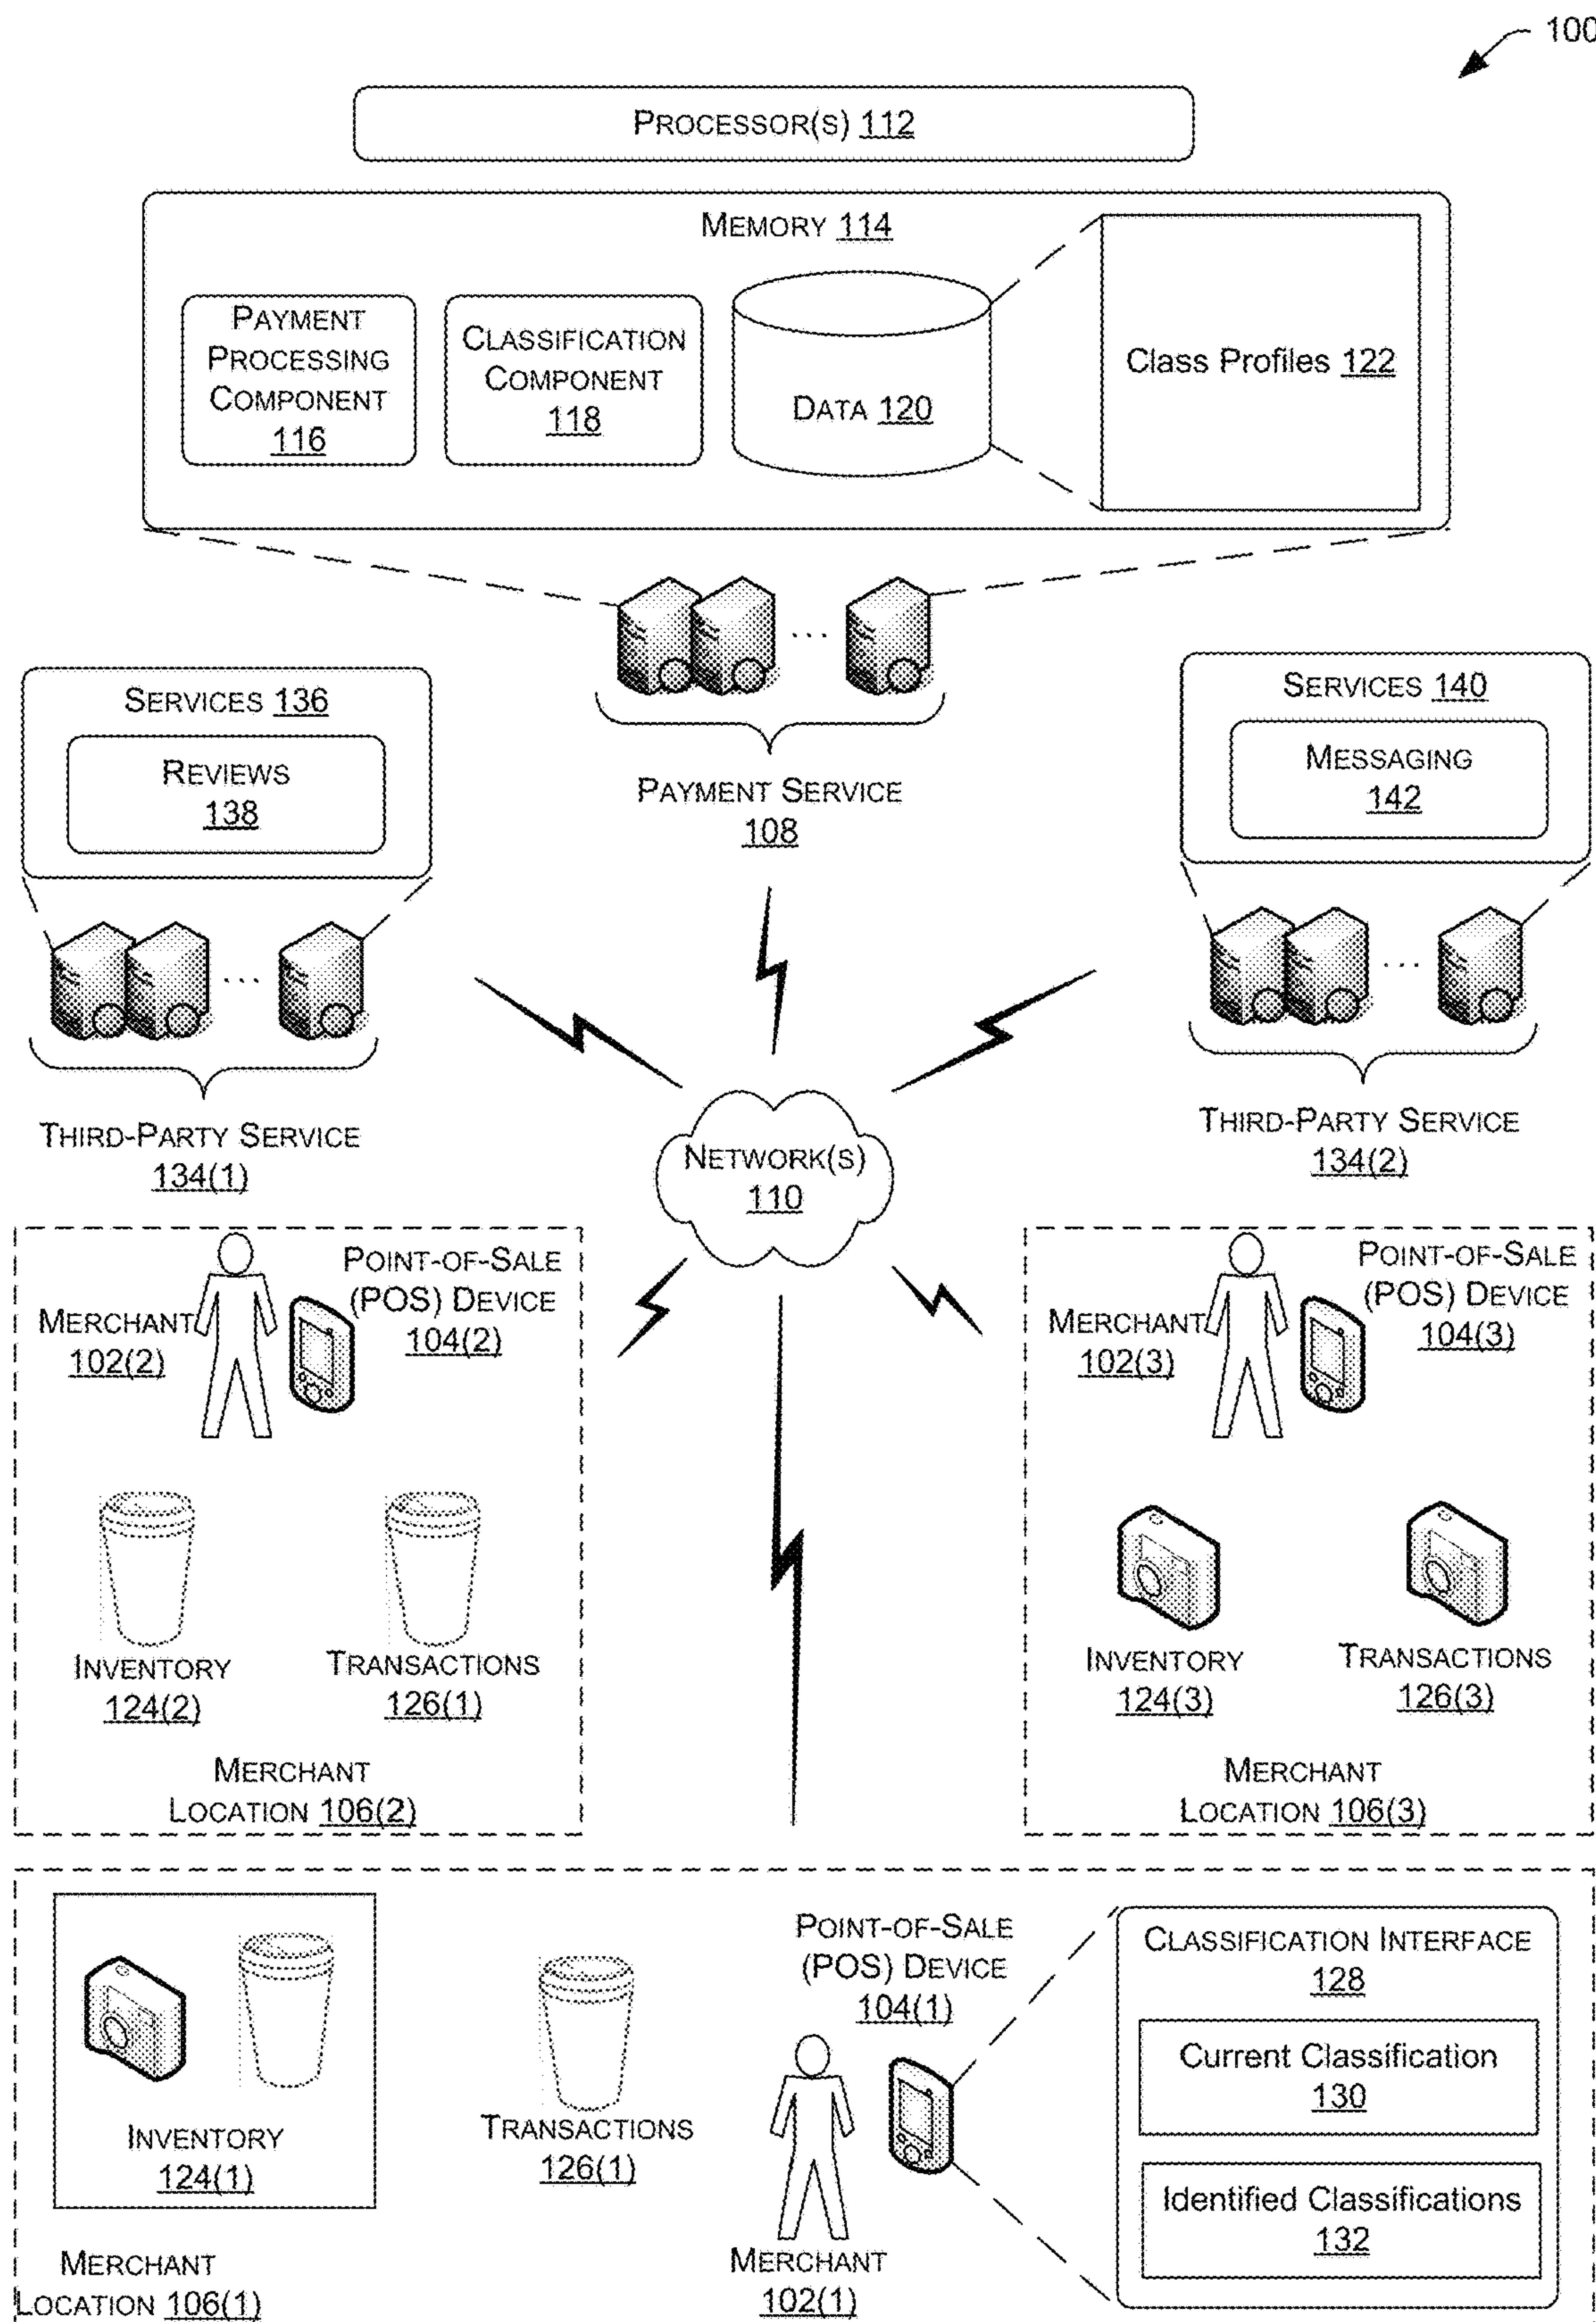 100
PROCESSOR(S) 112
MEMORY 114
PAYMENT
PROCESSING
COMPONENT
116
CLASSIFICATION
COMPONENT
118
DATA 120
Class Profiles 122
SERVICES 136
REVIEWS
138
PAYMENT SERVICE
108
SERVICES 140
MESSAGING
142
THIRD-PARTY SERVICE
134(1)
NETWORK(S)
110
THIRD-PARTY SERVICE
134(2)
MERCHANT
102(2)
POINT-OF-SALE
(POS) DEVICE
104(2)
INVENTORY
124(2)
TRANSACTIONS
126(1)
MERCHANT
LOCATION 106(2)
MERCHANT
102(3)
POINT-OF-SALE
(POS) DEVICE
104(3)
INVENTORY
124(3)
TRANSACTIONS
126(3)
MERCHANT
LOCATION 106(3)
INVENTORY
124(1)
MERCHANT
LOCATION 106(1)
TRANSACTIONS
126(1)
POINT-OF-SALE
(POS) DEVICE
104(1)
MERCHANT
102(1)
CLASSIFICATION INTERFACE
128
Current Classification
130
Identified Classifications
132